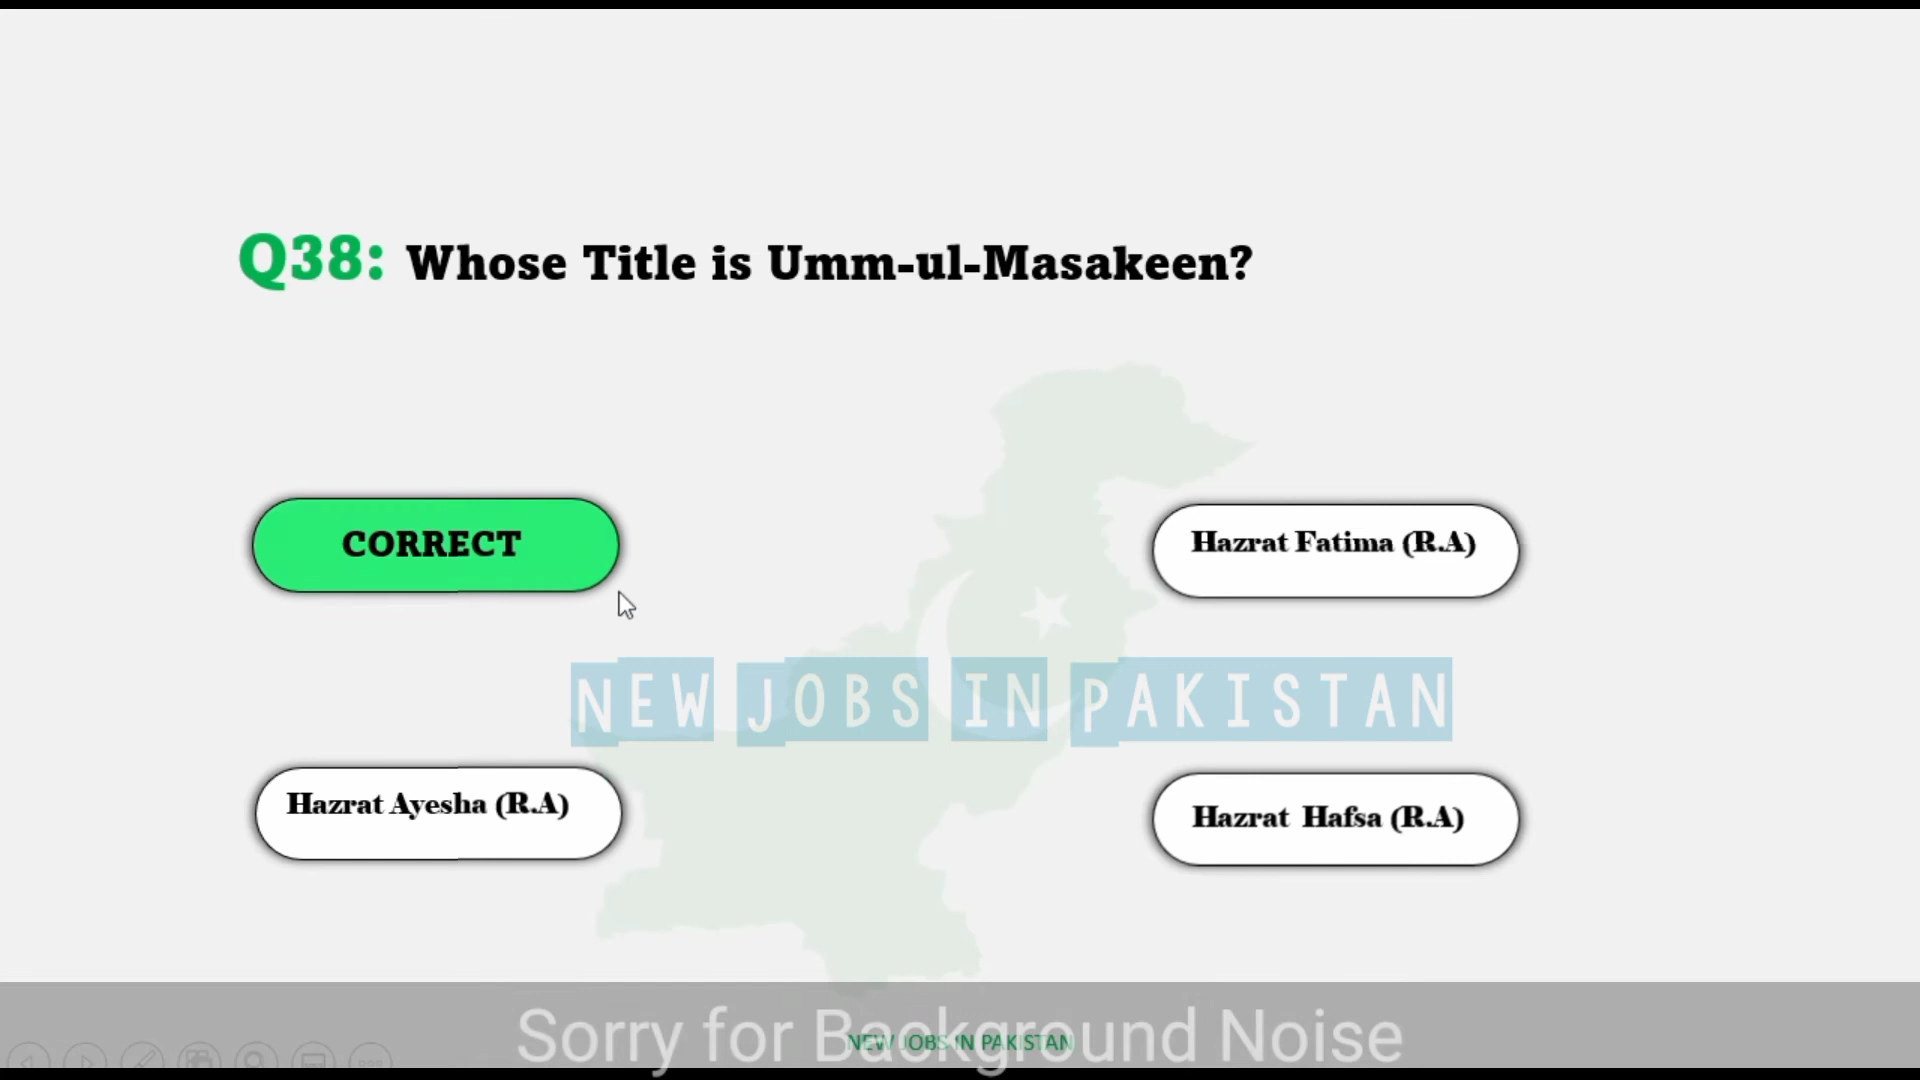 Q38: Whose Title is Umm-ul-Masakeen?
CORRECT
Hazrat Fatima (R.A)
NEW JOBS IN PAKISTAN
Hazrat Ayesha (R.A)
Hazrat Hafsa (R.A)
Sorry for Background Noise
NEW JOBS IN PAKISTAN